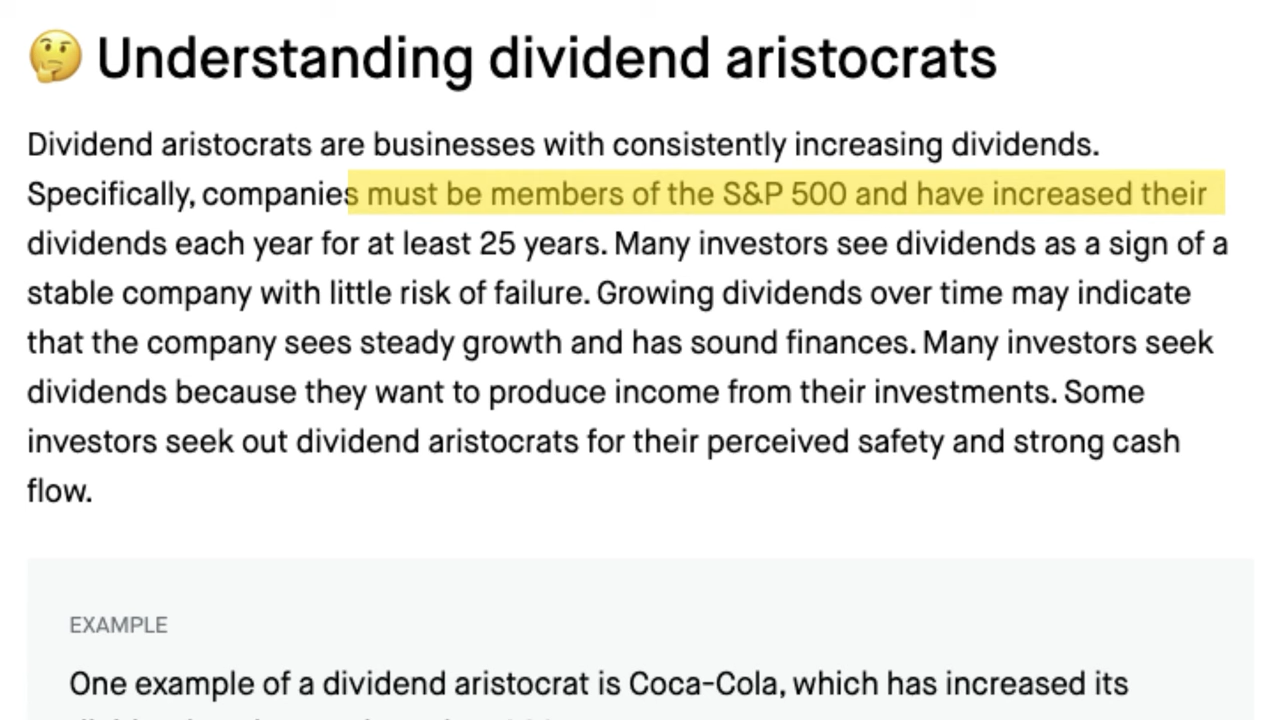 🤔 Understanding dividend aristocrats
Dividend aristocrats are businesses with consistently increasing dividends.
Specifically, companies must be members of the S&P 500 and have increased their
dividends each year for at least 25 years. Many investors see dividends as a sign of a
stable company with little risk of failure. Growing dividends over time may indicate
that the company sees steady growth and has sound finances. Many investors seek
dividends because they want to produce income from their investments. Some
investors seek out dividend aristocrats for their perceived safety and strong cash
flow.
EXAMPLE
One example of a dividend aristocrat is Coca-Cola, which has increased its